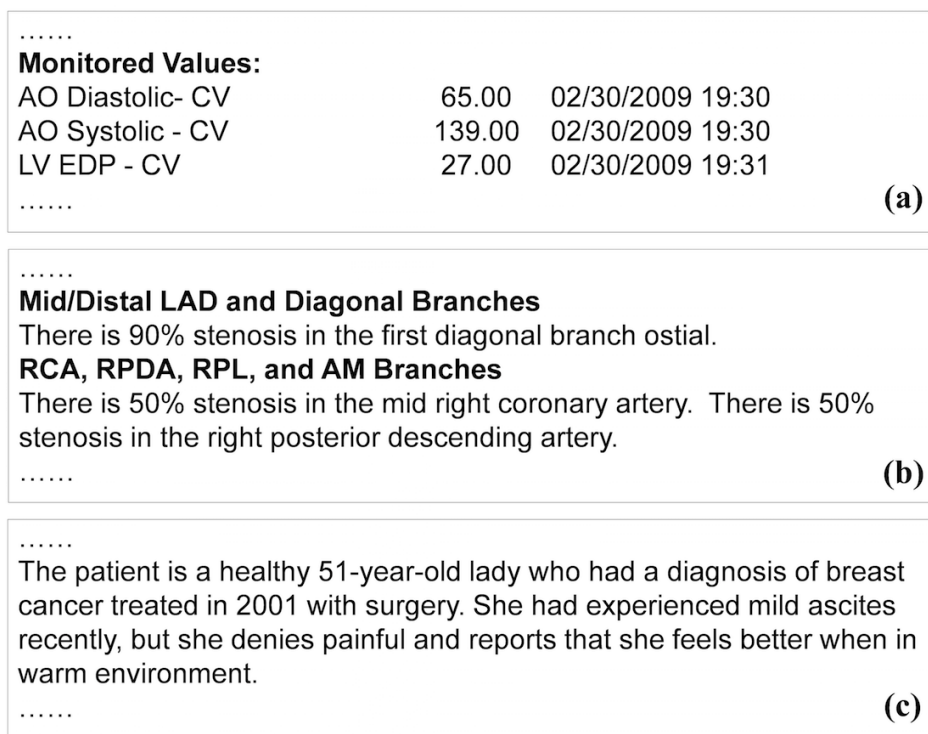 ......
Monitored Values:
AO Diastolic- CV 65.00 02/30/2009 19:30
AO Systolic - CV 139.00 02/30/2009 19:30
LV EDP - CV 27.00 02/30/2009 19:31
......
(a)
......
Mid/Distal LAD and Diagonal Branches
There is 90% stenosis in the first diagonal branch ostial.
RCA, RPDA, RPL, and AM Branches
There is 50% stenosis in the mid right coronary artery.  There is 50%
stenosis in the right posterior descending artery.
......
(b)
......
The patient is a healthy 51-year-old lady who had a diagnosis of breast
cancer treated in 2001 with surgery. She had experienced mild ascites
recently, but she denies painful and reports that she feels better when in
warm environment.
......
(c)